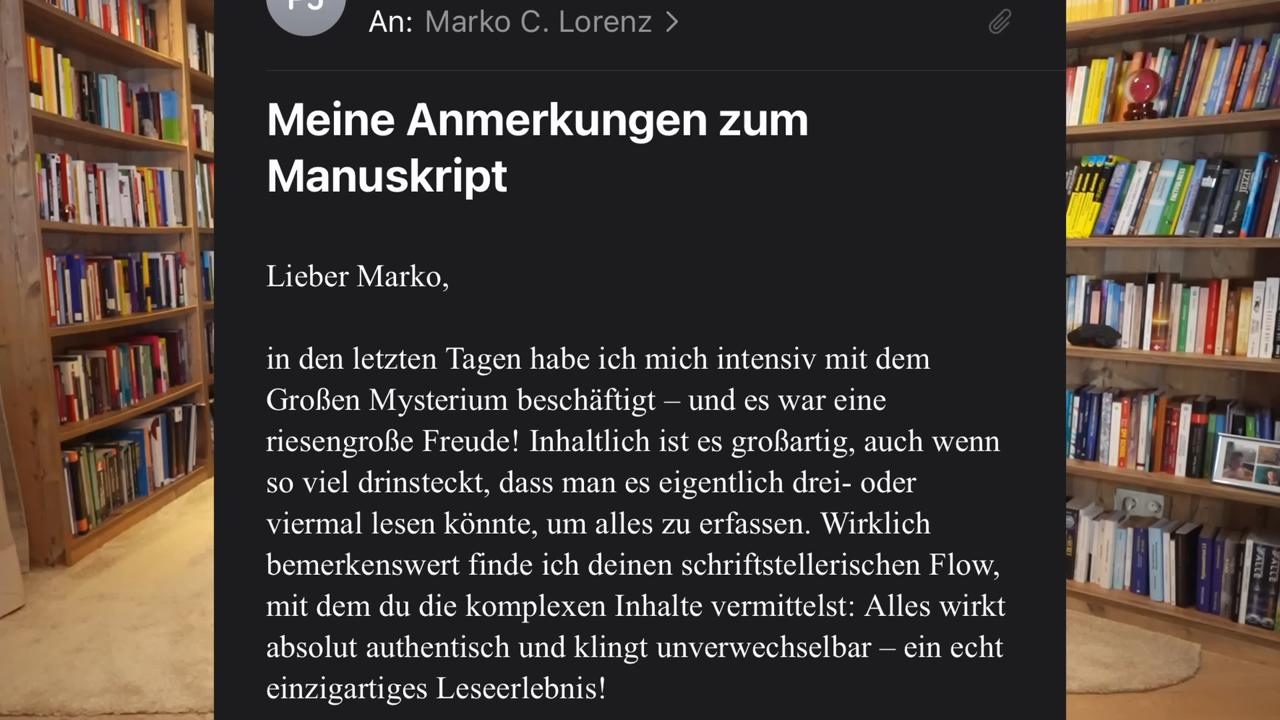 An: Marko C. Lorenz
Meine Anmerkungen zum
Manuskript
Lieber Marko,
in den letzten Tagen habe ich mich intensiv mit dem
Großen Mysterium beschäftigt – und es war eine
riesengroße Freude! Inhaltlich ist es großartig, auch wenn
so viel drinsteckt, dass man es eigentlich drei- oder
viermal lesen könnte, um alles zu erfassen. Wirklich
bemerkenswert finde ich deinen schriftstellerischen Flow,
mit dem du die komplexen Inhalte vermittelst: Alles wirkt
absolut authentisch und klingt unverwechselbar – ein echt
einzigartiges Leseerlebnis!